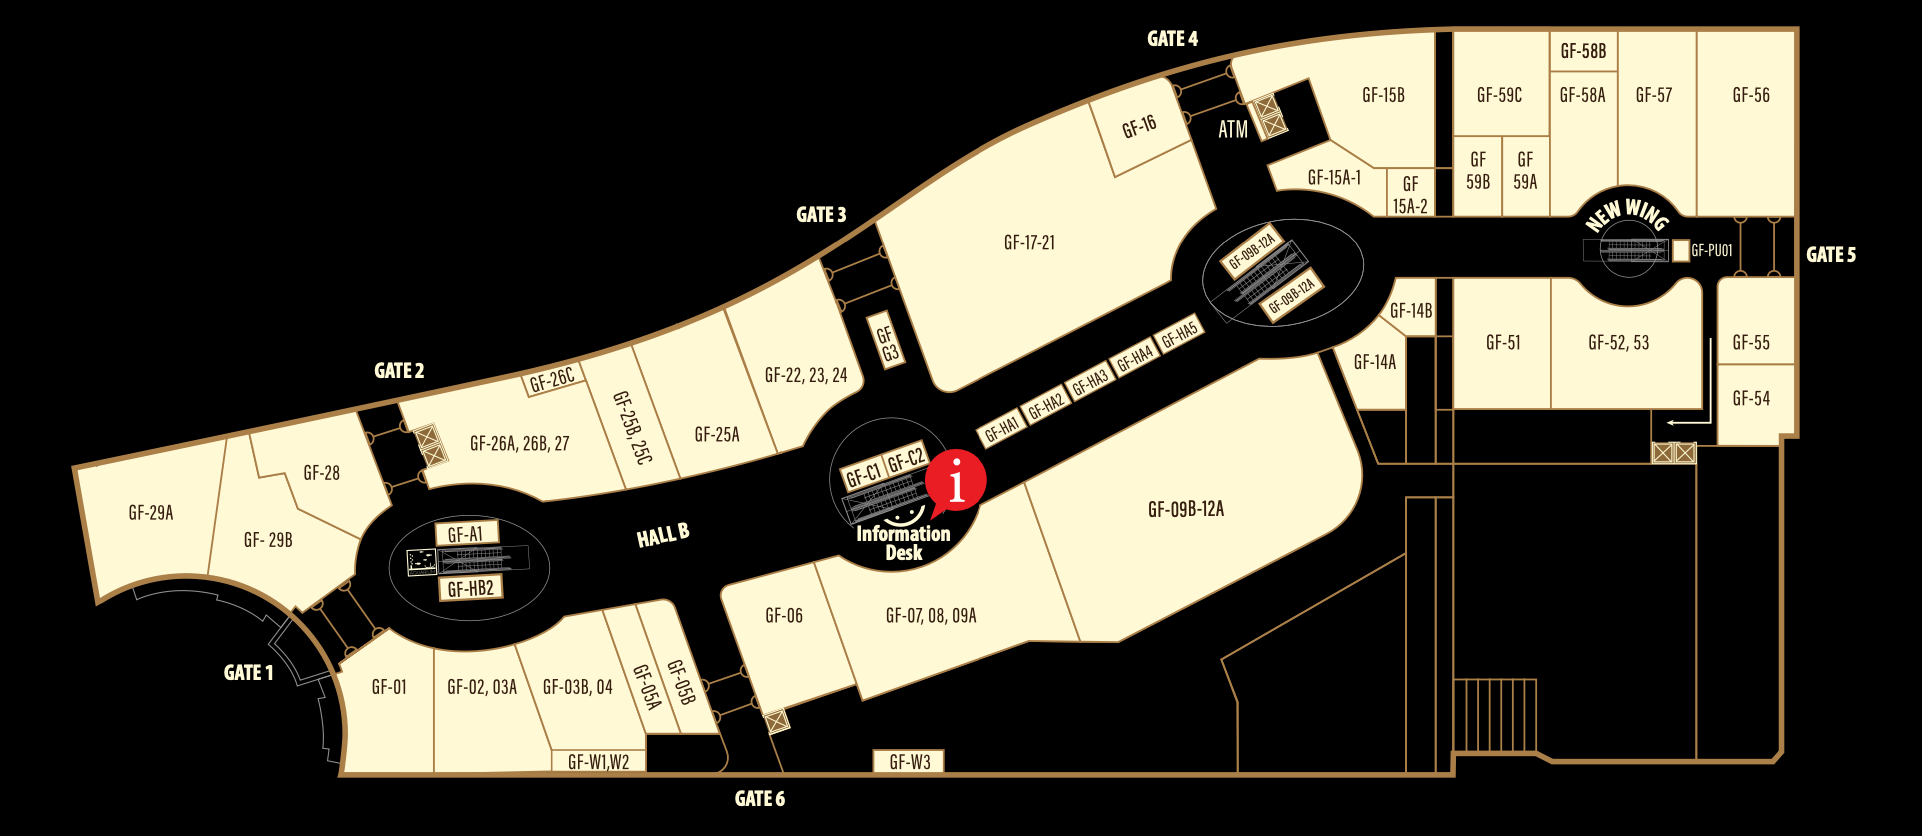 GATE 4
GF-58B
GF-15B
GF-59C
GF-58A
GF-57
GF-56
GF-16
ATM
GF
59B
GF
59A
GF-15A-1
GF
15A-2
GATE 3
NEW WING
GF-17-21
GF-09B-12A
GF-PU01
GATE 5
GF-09B-12A
GF-14B
GF
G3
GF-HA5
GF-HA4
GF-HA3
GF-HA2
GF-HA1
GF-51
GF-52, 53
GF-55
GF-14A
GATE 2
GF-26C
GF-22, 23, 24
GF-54
GF-25B, 25C
GF-25A
GF-26A, 26B, 27
GF-28
GF-C1
GF-C2
i
GF-29A
GF- 29B
GF-09B-12A
GF-A1
HALL B
Information
Desk
GF-HB2
GF-06
GF-07, 08, 09A
GATE 1
GF-01
GF-02, 03A
GF-03B, 04
GF-05A
GF-05B
GF-W1,W2
GF-W3
GATE 6